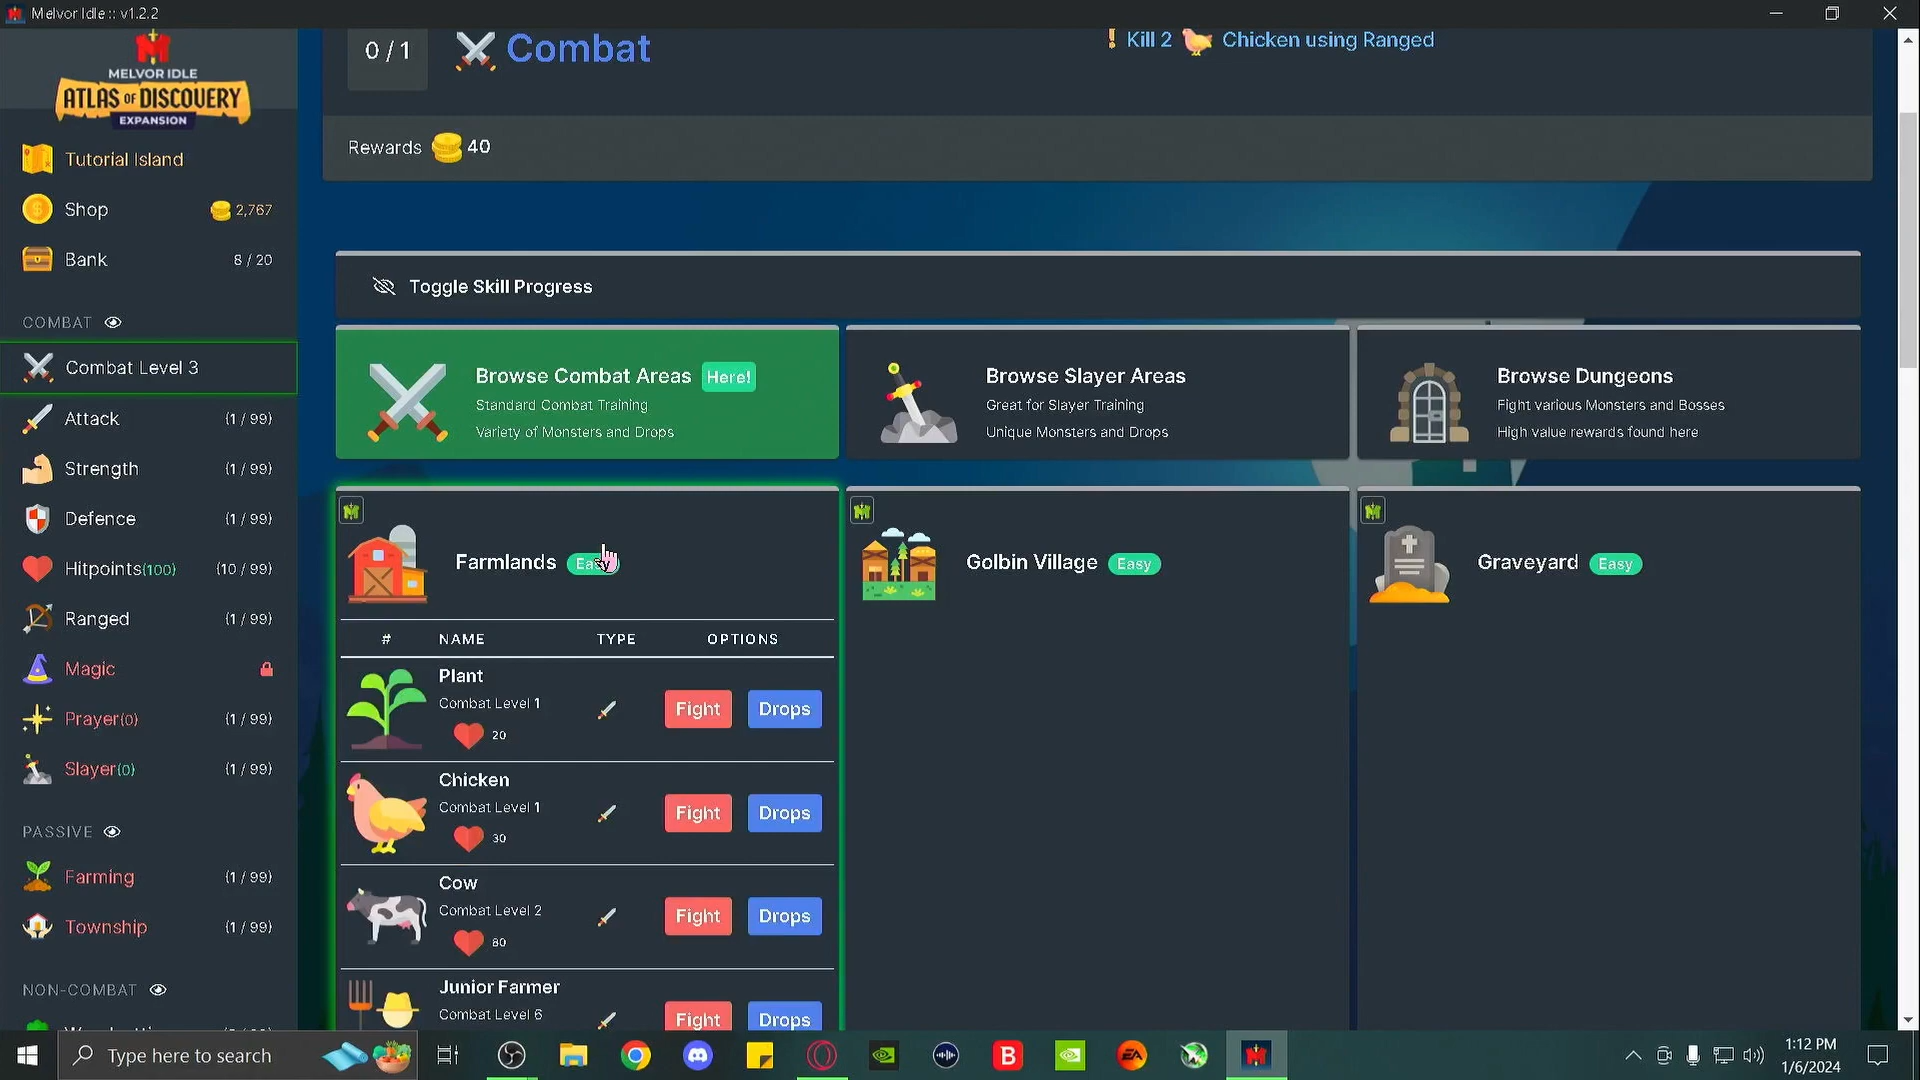 Melvor Idle :: v1.2.2
MELVOR IDLE
ATLAS OF DISCOVERY
EXPANSION
Tutorial Island
Shop 2,767
Bank 8 / 20
COMBAT
Combat Level 3
Attack (1 / 99)
Strength (1 / 99)
Defence (1 / 99)
Hitpoints(100) (10 / 99)
Ranged (1 / 99)
Magic
Prayer(0) (1 / 99)
Slayer(0) (1 / 99)
PASSIVE
Farming (1 / 99)
Township (1 / 99)
NON-COMBAT
0 / 1 Combat
Kill 2 Chicken using Ranged
Rewards 40
Toggle Skill Progress
Browse Combat Areas Here!
Standard Combat Training
Variety of Monsters and Drops
Browse Slayer Areas
Great for Slayer Training
Unique Monsters and Drops
Browse Dungeons
Fight various Monsters and Bosses
High value rewards found here
Farmlands Easy
# NAME TYPE OPTIONS
Plant
Combat Level 1
20
Fight Drops
Chicken
Combat Level 1
30
Fight Drops
Cow
Combat Level 2
80
Fight Drops
Junior Farmer
Combat Level 6
Fight Drops
Golbin Village Easy
Graveyard Easy
Type here to search
1:12 PM
1/6/2024